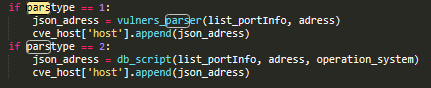 if parstype == 1:
    json_adress = vulners_parser(list_portInfo, adress)
    cve_host['host'].append(json_adress)
if parstype == 2:
    json_adress = db_script(list_portInfo, adress, operation_system)
    cve_host['host'].append(json_adress)